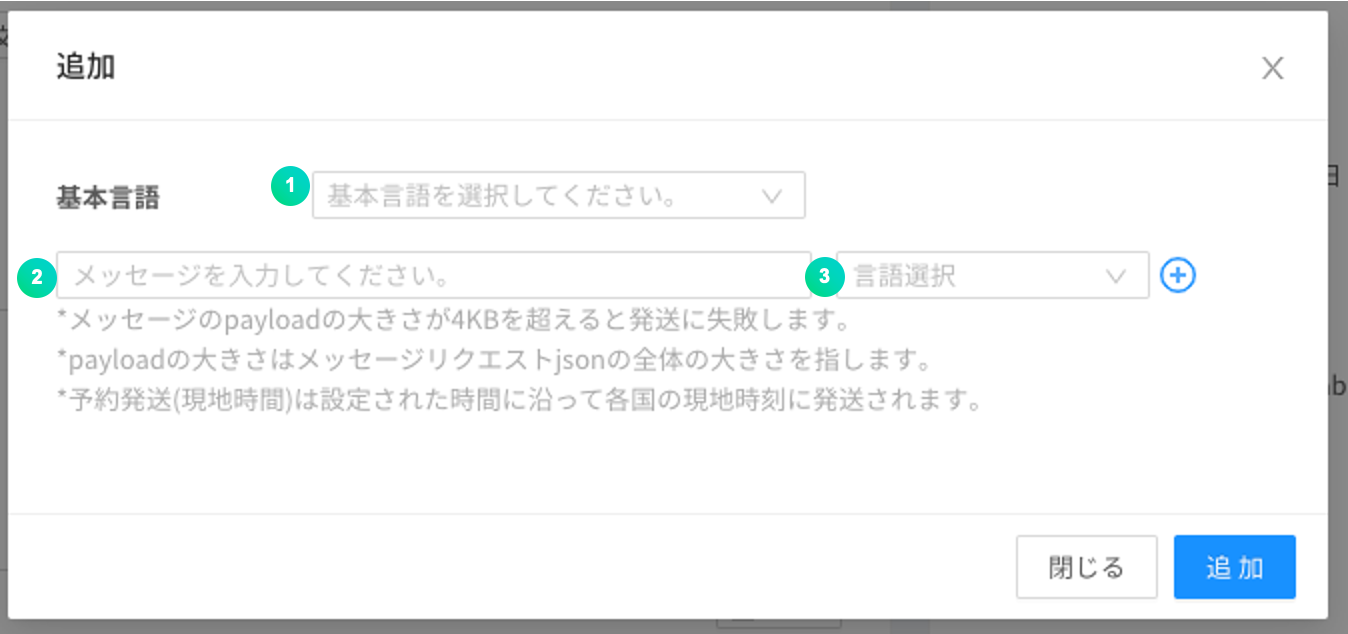 追加
基本言語
1
基本言語を選択してください。
2
メッセージを入力してください。
3
言語選択
*メッセージのpayloadの大きさが4KBを超えると発送に失敗します。
*payloadの大きさはメッセージリクエストjsonの全体の大きさを指します。
*予約発送(現地時間)は設定された時間に沿って各国の現地時刻に発送されます。
閉じる
追加